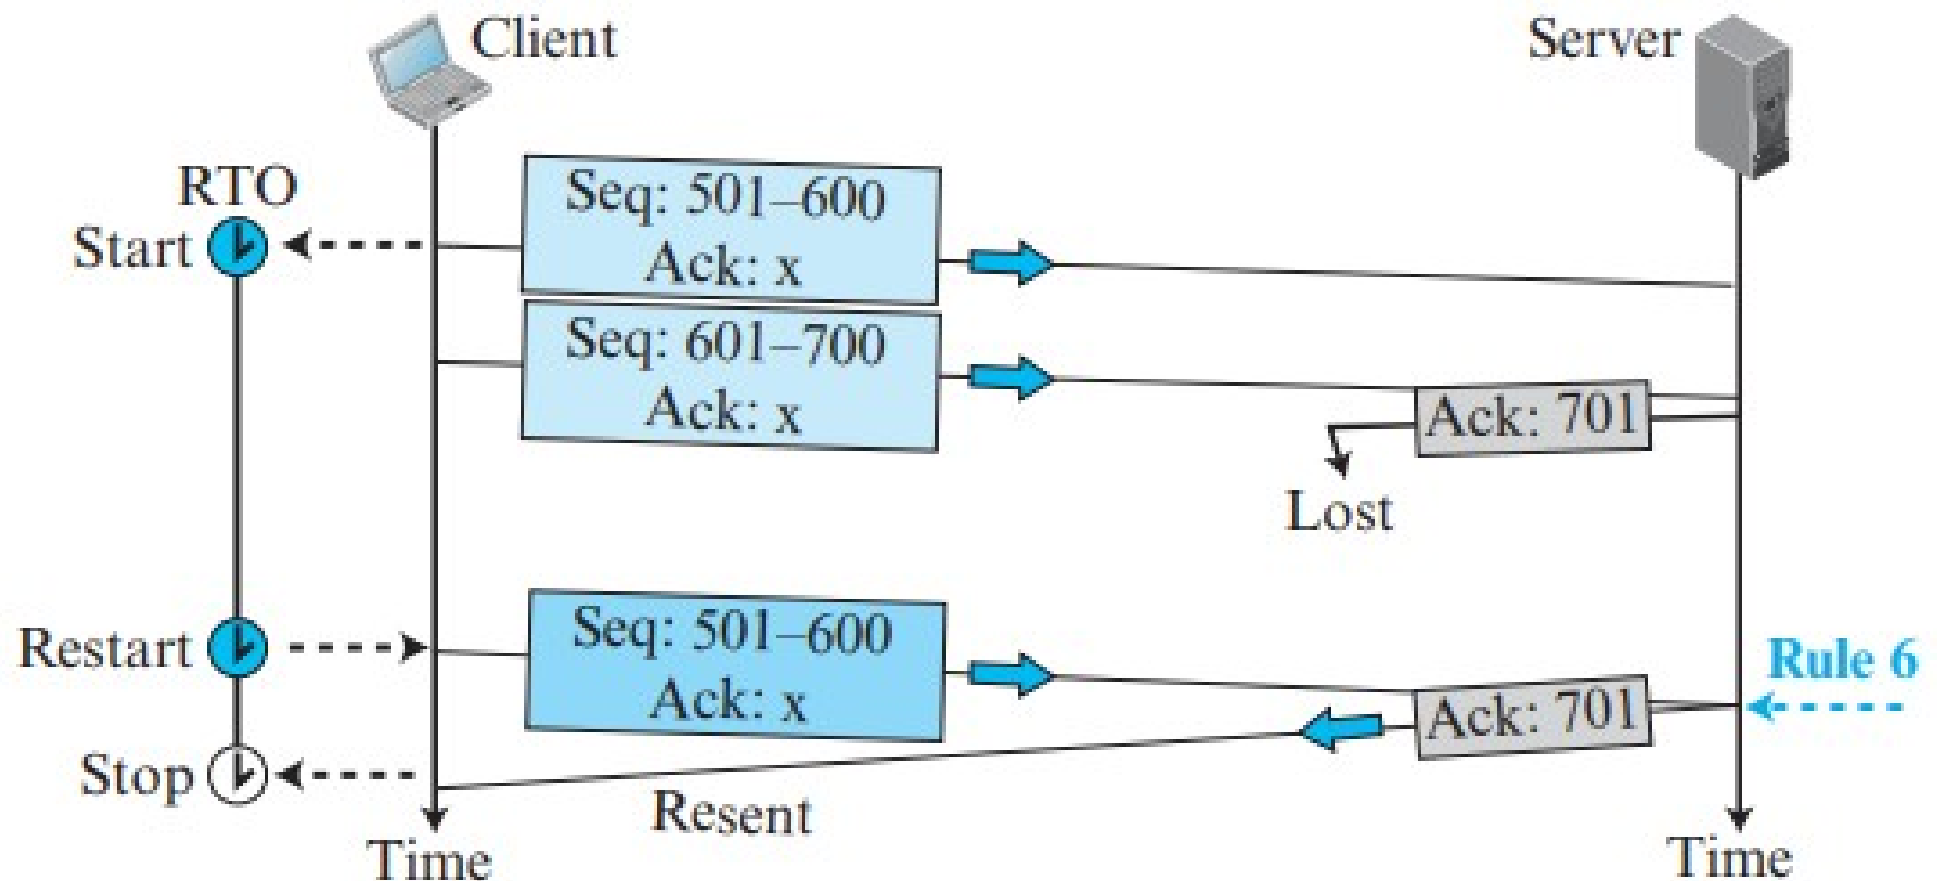 Client
Server
RTO
Start
Seq: 501–600
Ack: x
Seq: 601–700
Ack: x
Ack: 701
Lost
Restart
Seq: 501–600
Ack: x
Rule 6
Ack: 701
Stop
Resent
Time
Time